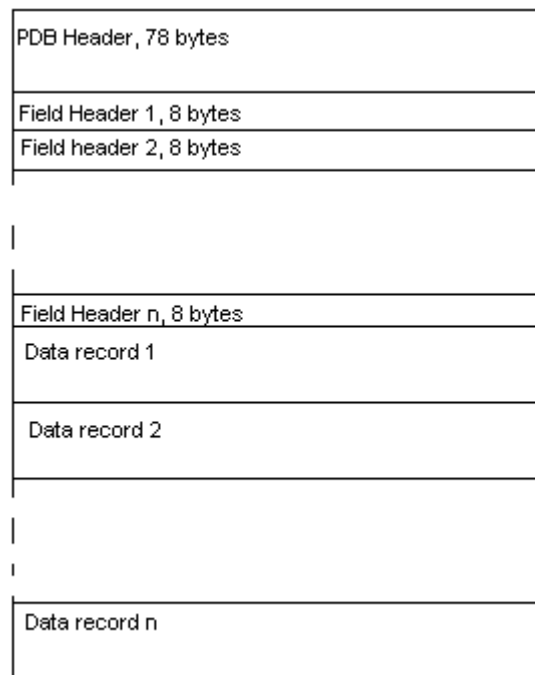 PDB Header, 78 bytes
Field Header 1, 8 bytes
Field header 2, 8 bytes
Field Header n, 8 bytes
Data record 1
Data record 2
Data record n